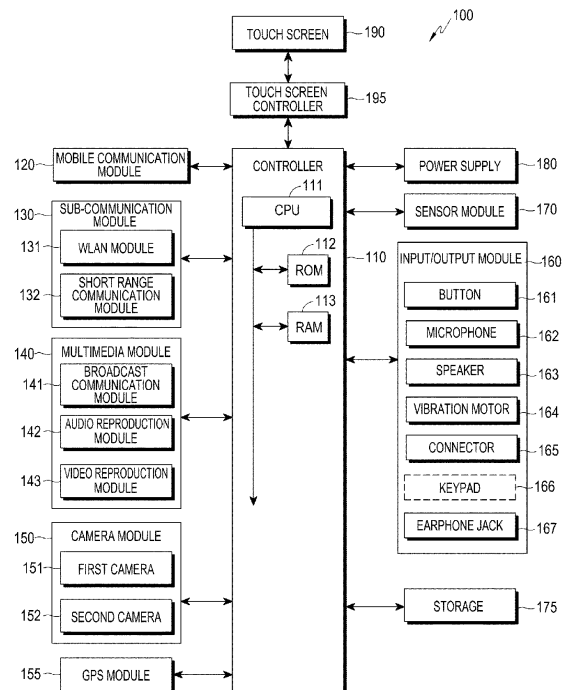 100
TOUCH SCREEN
190
TOUCH SCREEN
CONTROLLER
195
120
MOBILE COMMUNICATION
MODULE
130
SUB-COMMUNICATION
MODULE
131
WLAN MODULE
132
SHORT RANGE
COMMUNICATION
MODULE
140
MULTIMEDIA MODULE
141
BROADCAST
COMMUNICATION
MODULE
142
AUDIO REPRODUCTION
MODULE
143
VIDEO REPRODUCTION
MODULE
150
CAMERA MODULE
151
FIRST CAMERA
152
SECOND CAMERA
155
GPS MODULE
CONTROLLER
111
CPU
112
ROM
113
RAM
110
POWER SUPPLY
180
SENSOR MODULE
170
INPUT/OUTPUT MODULE
160
BUTTON
161
MICROPHONE
162
SPEAKER
163
VIBRATION MOTOR
164
CONNECTOR
165
KEYPAD
166
EARPHONE JACK
167
STORAGE
175